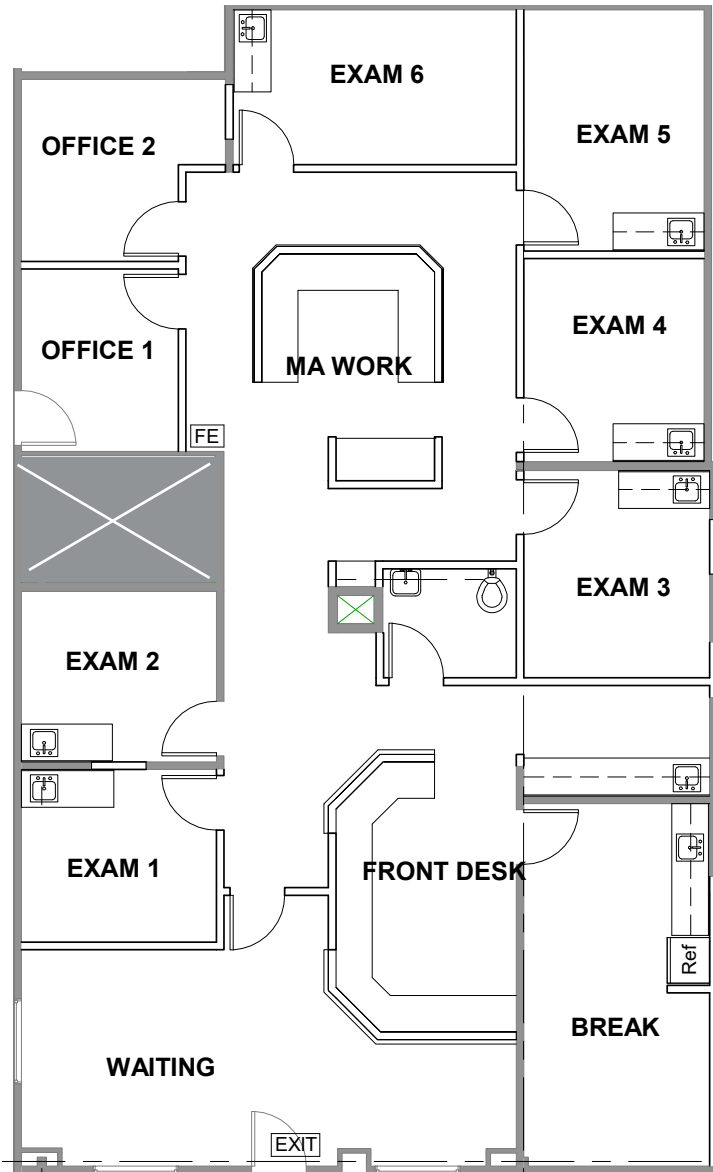 EXAM 6
EXAM 5
OFFICE 2
EXAM 4
OFFICE 1
MA WORK
FE
EXAM 3
EXAM 2
EXAM 1
FRONT DESK
Ref
BREAK
WAITING
EXIT